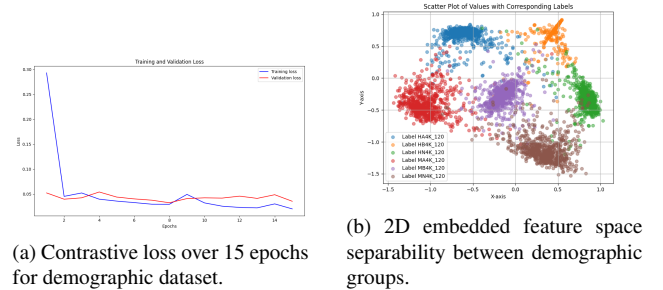 Training and Validation Loss
Training loss
Validation loss
0.30
0.25
0.20
0.15
0.10
0.05
Loss
2
4
6
8
10
12
14
Epochs
(a) Contrastive loss over 15 epochs
for demographic dataset.
Scatter Plot of Values with Corresponding Labels
1.0
0.5
0.0
−0.5
−1.0
−1.5
Y-axis
Label HA4K_120
Label HB4K_120
Label HN4K_120
Label MA4K_120
Label MB4K_120
Label MN4K_120
−1.5
−1.0
−0.5
0.0
0.5
1.0
X-axis
(b) 2D embedded feature space
separability between demographic
groups.